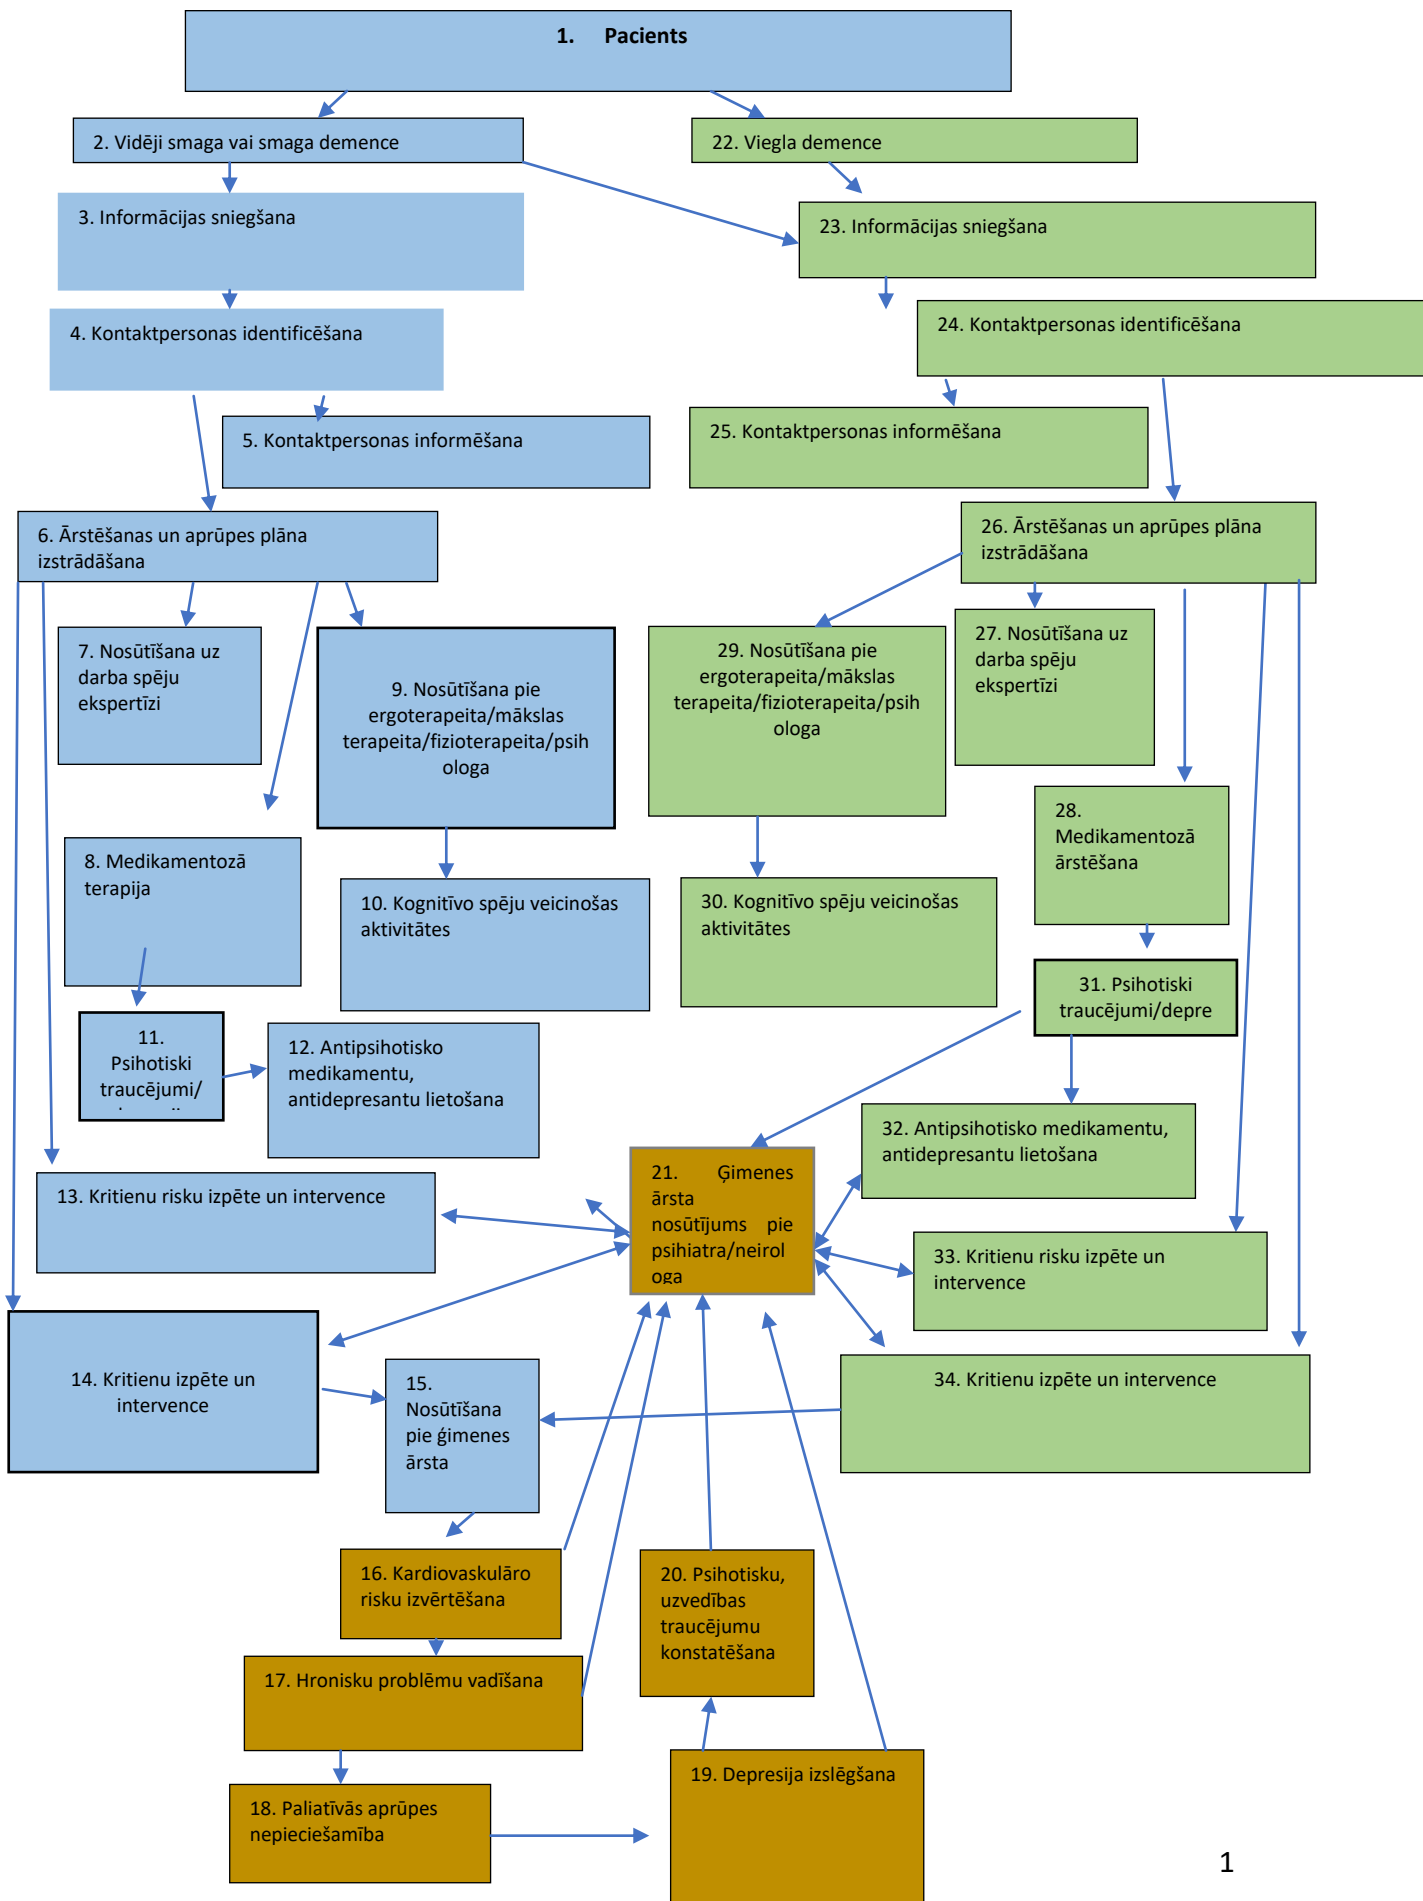 1. Pacients
2. Vidēji smaga vai smaga demence
22. Viegla demence
3. Informācijas sniegšana
23. Informācijas sniegšana
4. Kontaktpersonas identificēšana
24. Kontaktpersonas identificēšana
5. Kontaktpersonas informēšana
25. Kontaktpersonas informēšana
6. Ārstēšanas un aprūpes plāna
izstrādāšana
26. Ārstēšanas un aprūpes plāna
izstrādāšana
7. Nosūtīšana uz
darba spēju
ekspertīzi
9. Nosūtīšana pie
ergoterapeita/mākslas
terapeita/fizioterapeita/psih
ologa
29. Nosūtīšana pie
ergoterapeita/mākslas
terapeita/fizioterapeita/psih
ologa
27. Nosūtīšana uz
darba spēju
ekspertīzi
8. Medikamentozā
terapija
10. Kognitīvo spēju veicinošas
aktivitātes
30. Kognitīvo spēju veicinošas
aktivitātes
28.
Medikamentozā
ārstēšana
11.
Psihotiski
traucējumi/
12. Antipsihotisko
medikamentu,
antidepresantu lietošana
31. Psihotiski
traucējumi/depre
32. Antipsihotisko medikamentu,
antidepresantu lietošana
13. Kritienu risku izpēte un intervence
21. Ģimenes
ārsta
nosūtījums pie
psihiatra/neirol
oga
33. Kritienu risku izpēte un
intervence
14. Kritienu izpēte un
intervence
15.
Nosūtīšana
pie ģimenes
ārsta
34. Kritienu izpēte un intervence
16. Kardiovaskulāro
risku izvērtēšana
20. Psihotisku,
uzvedības
traucējumu
konstatēšana
17. Hronisku problēmu vadīšana
18. Paliatīvās aprūpes
nepieciešamība
19. Depresija izslēgšana
1